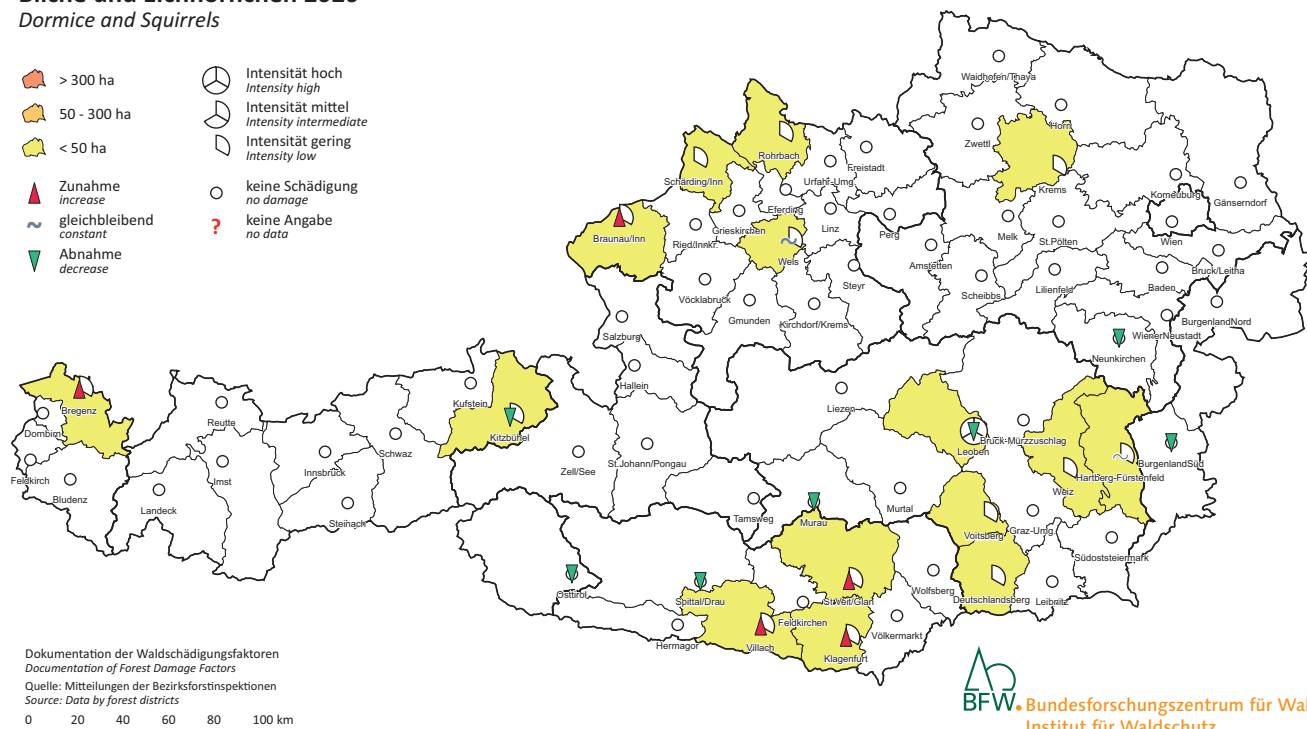 Dormice and Squirrels
> 300 ha
50 - 300 ha
< 50 ha
Zunahme
increase
~ gleichbleibend
constant
Abnahme
decrease
Intensität hoch
Intensity high
Intensität mittel
Intensity intermediate
Intensität gering
Intensity low
keine Schädigung
no damage
? keine Angabe
no data
Waidhofen/Thaya
Horn
Zwettl
Krems
Korneuburg
Gänserndorf
Rohrbach
Freistadt
Schärding/Inn
Urfahr-Umg.
Eferding
Grieskirchen
Linz
Braunau/Inn
Ried/Innkr.
Wels
Perg
Melk
St.Pölten
Wien
Amstetten
Bruck/Leitha
Steyr
Scheibbs
Lilienfeld
Baden
Vöcklabruck
Gmunden
Kirchdorf/Krems
BurgenlandNord
WienerNeustadt
Salzburg
Neunkirchen
Hallein
Bregenz
Reutte
Kufstein
Kitzbühel
Liezen
Dornbirn
Bruck-Mürzzuschlag
Leoben
Schwaz
Feldkirch
Innsbruck
Imst
Zell/See
St.Johann/Pongau
BurgenlandSüd
Hartberg-Fürstenfeld
Weiz
Bludenz
Landeck
Steinach
Tamsweg
Murau
Murtal
Graz-Umg.
Voitsberg
Südoststeiermark
Osttirol
Spittal/Drau
St.Veit/Glan
Wolfsberg
Deutschlandsberg
Leibnitz
Feldkirchen
Völkermarkt
Hermagor
Villach
Klagenfurt
Dokumentation der Waldschädigungsfaktoren
Documentation of Forest Damage Factors
Quelle: Mitteilungen der Bezirksforstinspektionen
Source: Data by forest districts
0 20 40 60 80 100 km
BFW
Bundesforschungszentrum für Wal
Institut für Waldschutz